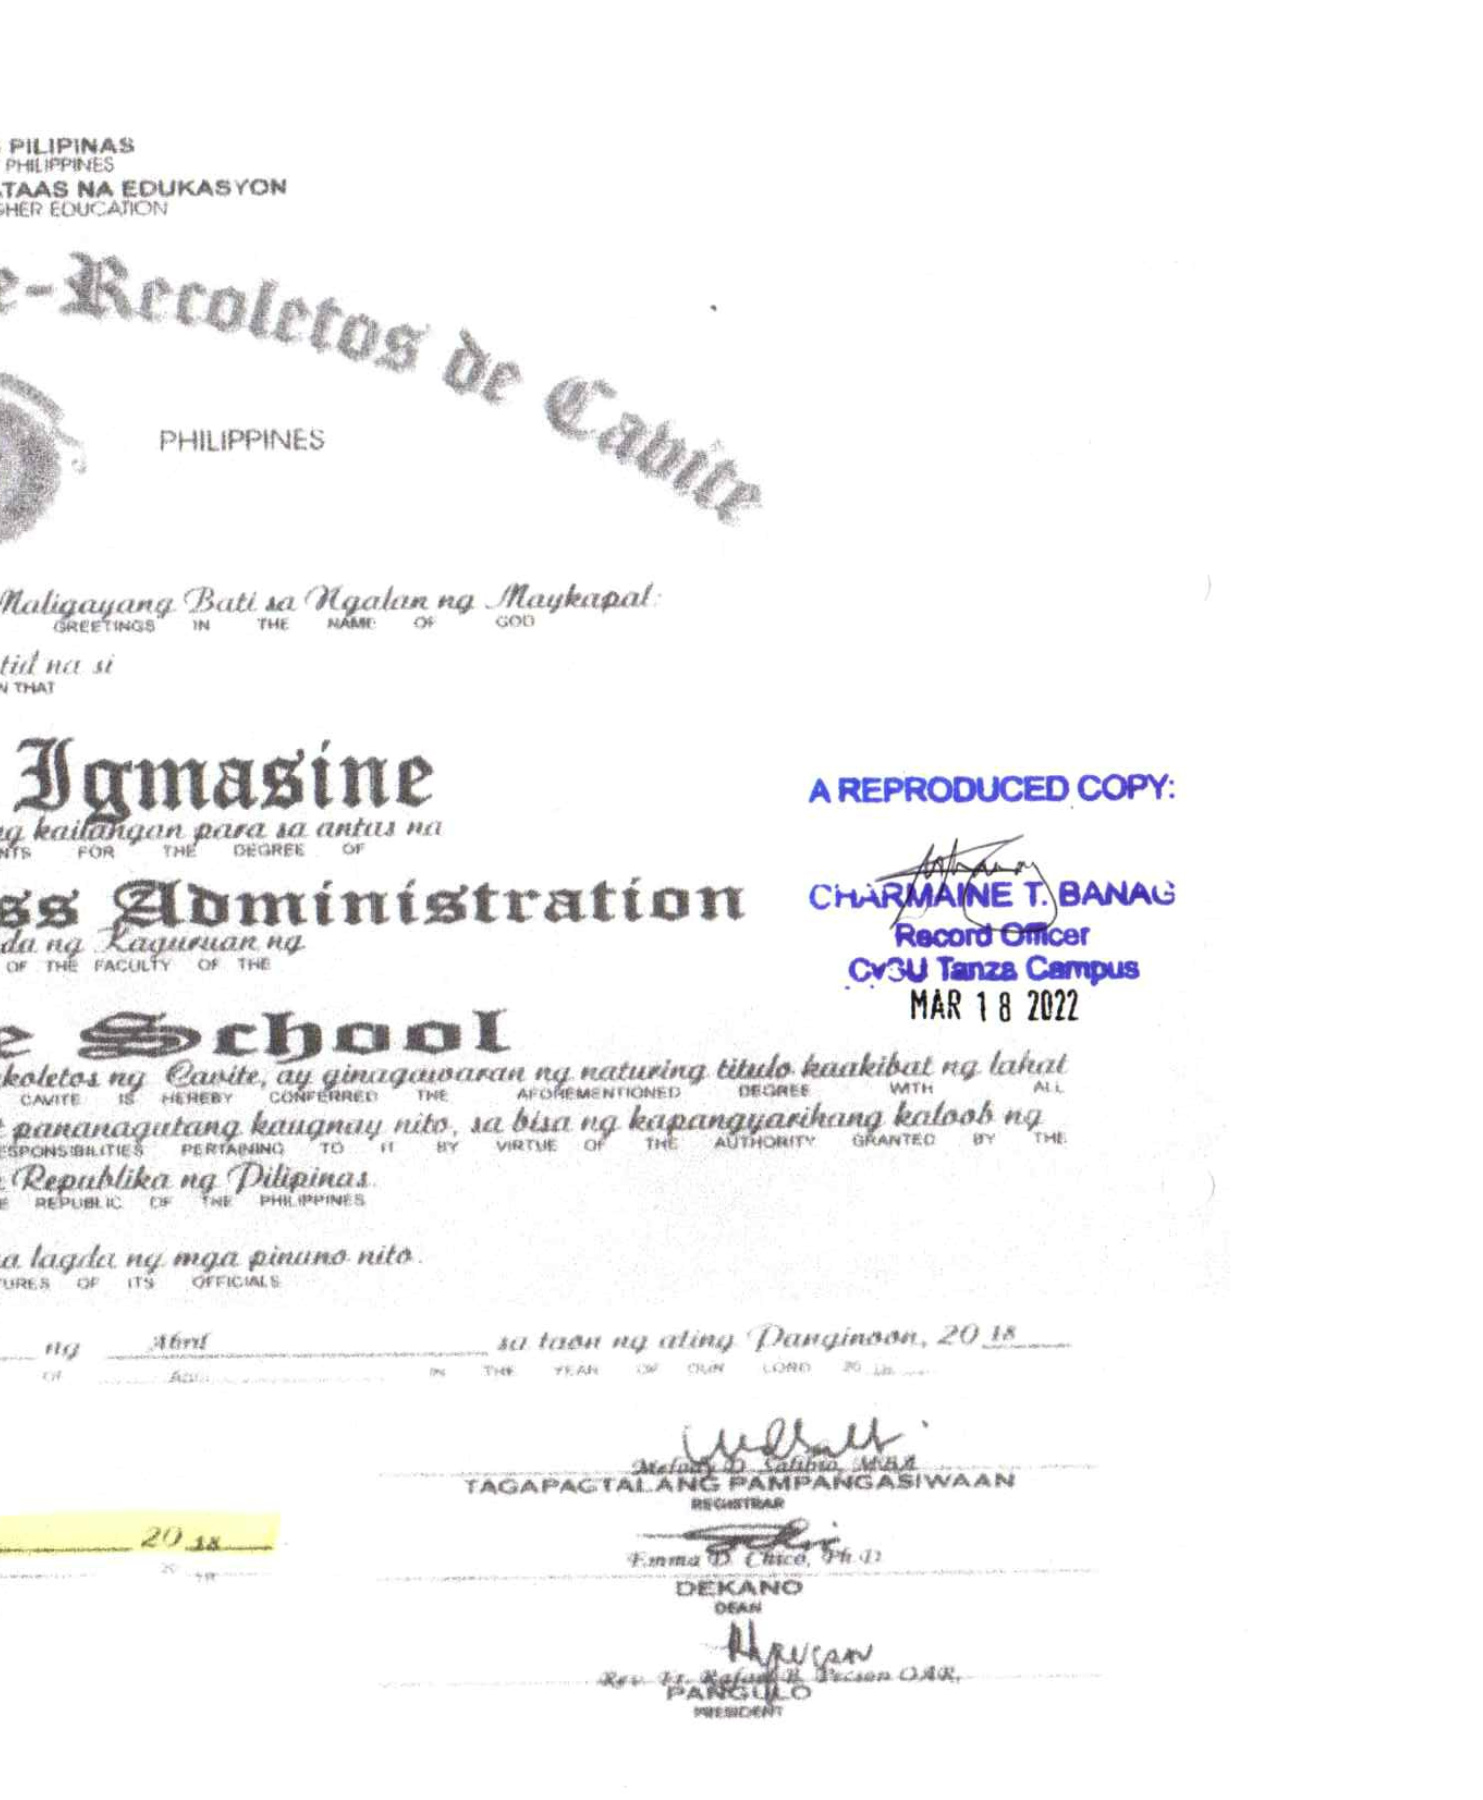 PILIPINAS
PHILIPPINES
TAAS NA EDUKASYON
HER EDUCATION
e-Recoletos de Cavite
PHILIPPINES
Maligayang Bati sa Ngalan ng Maykapal:
GREETINGS IN THE NAME OF GOD
tid na si
N THAT
Igmasine
ng kailangan para sa antas na
NTS FOR THE DEGREE OF
ss Administration
da ng Kaguruan ng
OF THE FACULTY OF THE
e School
koletos ng Cavite, ay ginagawaran ng naturing titulo kaakibat ng lahat
CAVITE IS HEREBY CONFERRED THE AFOREMENTIONED DEGREE WITH ALL
t pananagutang kaugnay nito, sa bisa ng kapangyarihang kaloob ng
ESPONSIBILITIES PERTAINING TO IT BY VIRTUE OF THE AUTHORITY GRANTED BY THE
Republika ng Pilipinas.
E REPUBLIC OF THE PHILIPPINES
a lagda ng mga pinuno nito.
TURES OF ITS OFFICIALS
ng Abril sa taon ng ating Panginoon, 20 18
OF IN THE YEAR OF OUR LORD 20 18
A REPRODUCED COPY:
CHARMAINE T. BANAG
Record Officer
CvSU Tanza Campus
MAR 18 2022
Melody D. Salibio, MBA
TAGAPAGTALANG PAMPANGASIWAAN
REGISTRAR
20 18
20 18
Emma D. Chico, Ph.D.
DEKANO
DEAN
Rev. Fr. Rafael B. Pecson OAR,
PANGULO
PRESIDENT